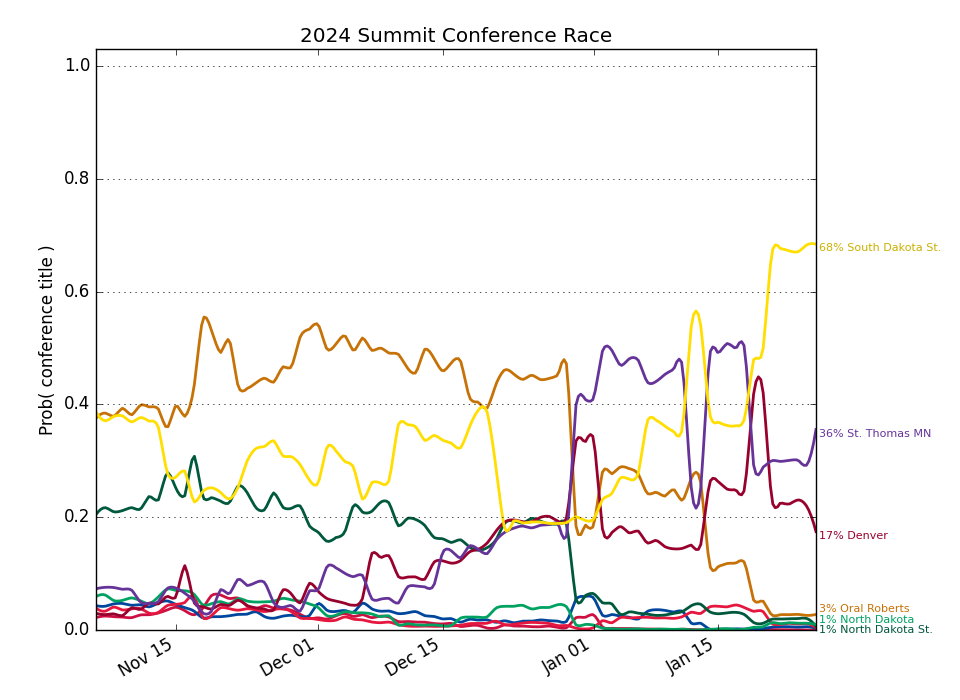 2024 Summit Conference Race
1.0
0.8
0.6
0.4
0.2
0.0
Prob( conference title )
Nov 15
Dec 01
Dec 15
Jan 01
Jan 15
68% South Dakota St.
36% St. Thomas MN
17% Denver
3% Oral Roberts
1% North Dakota
1% North Dakota St.